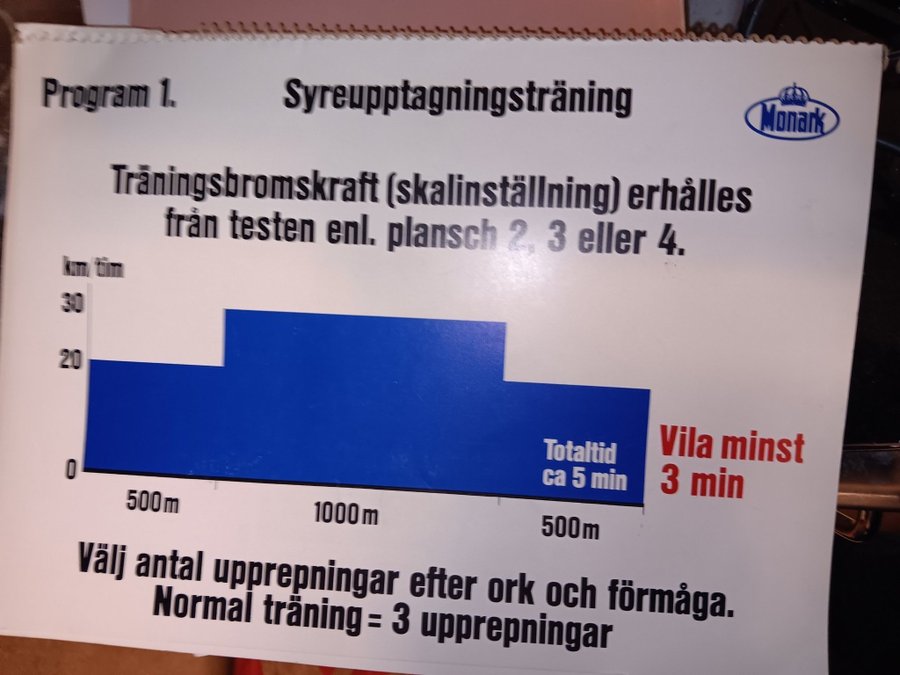 Program 1.
Syreupptagningsträning
Monark
Träningsbromskraft (skalinställning) erhålles
från testen enl. plansch 2, 3 eller 4.
km/tim
30
20
0
Totaltid
ca 5 min
Vila minst
3 min
500m
1000m
500m
Välj antal upprepningar efter ork och förmåga.
Normal träning = 3 upprepningar